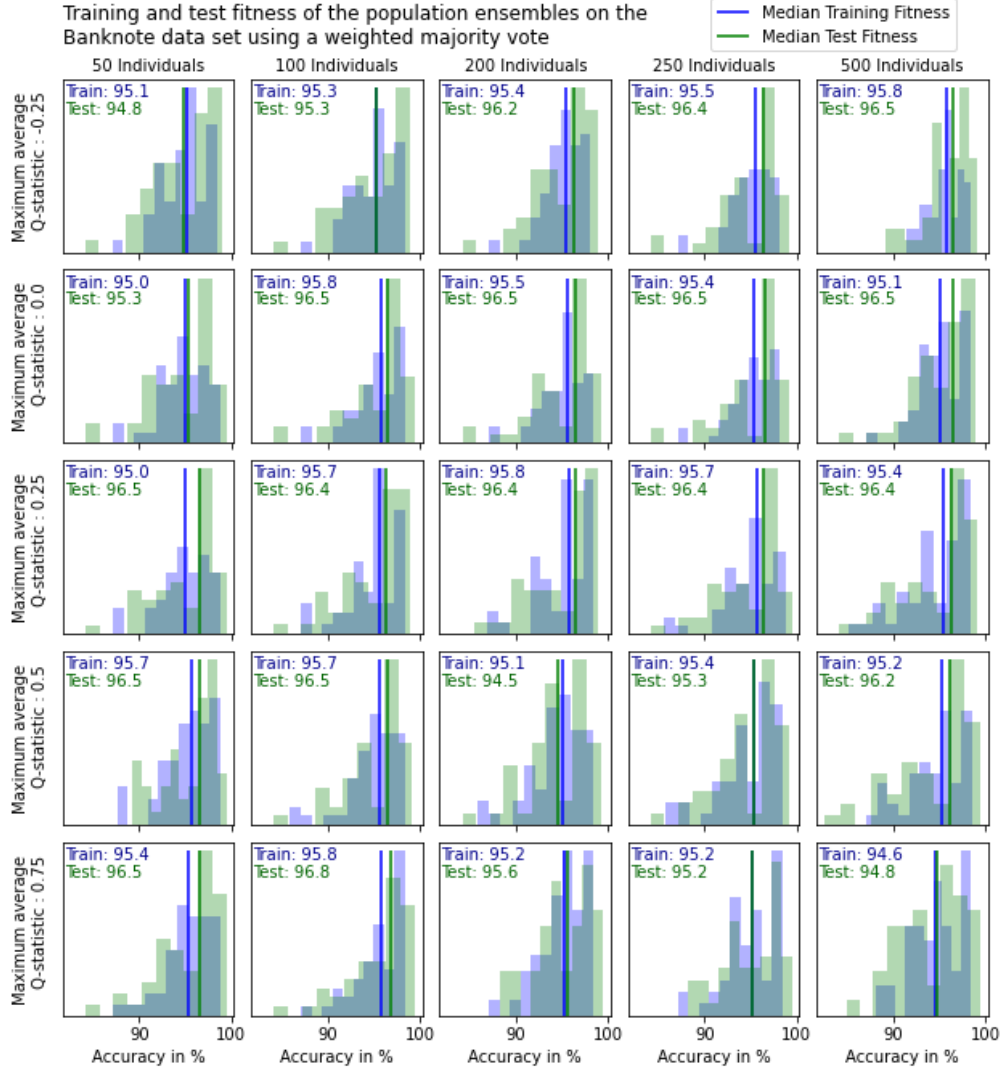 Training and test fitness of the population ensembles on the
Banknote data set using a weighted majority vote
Median Training Fitness
Median Test Fitness
50 Individuals
100 Individuals
200 Individuals
250 Individuals
500 Individuals
Maximum average
Q-statistic : -0.25
Train: 95.1
Test: 94.8
Train: 95.3
Test: 95.3
Train: 95.4
Test: 96.2
Train: 95.5
Test: 96.4
Train: 95.8
Test: 96.5
Maximum average
Q-statistic : 0.0
Train: 95.0
Test: 95.3
Train: 95.8
Test: 96.5
Train: 95.5
Test: 96.5
Train: 95.4
Test: 96.5
Train: 95.1
Test: 96.5
Maximum average
Q-statistic : 0.25
Train: 95.0
Test: 96.5
Train: 95.7
Test: 96.4
Train: 95.8
Test: 96.4
Train: 95.7
Test: 96.4
Train: 95.4
Test: 96.4
Maximum average
Q-statistic : 0.5
Train: 95.7
Test: 96.5
Train: 95.7
Test: 96.5
Train: 95.1
Test: 94.5
Train: 95.4
Test: 95.3
Train: 95.2
Test: 96.2
Maximum average
Q-statistic : 0.75
Train: 95.4
Test: 96.5
Train: 95.8
Test: 96.8
Train: 95.2
Test: 95.6
Train: 95.2
Test: 95.2
Train: 94.6
Test: 94.8
90 100
90 100
90 100
90 100
90 100
Accuracy in %
Accuracy in %
Accuracy in %
Accuracy in %
Accuracy in %